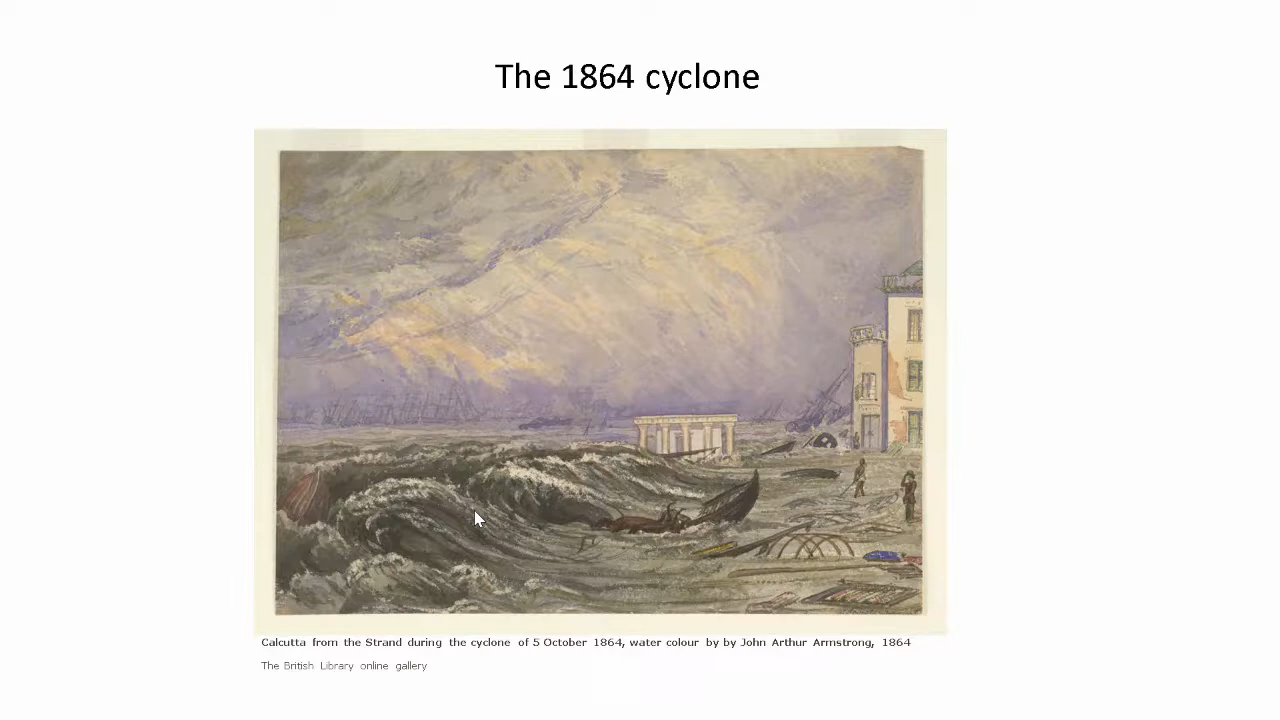 The 1864 cyclone
Calcutta from the Strand during the cyclone of 5 October 1864, water colour by by John Arthur Armstrong, 1864
The British Library online gallery